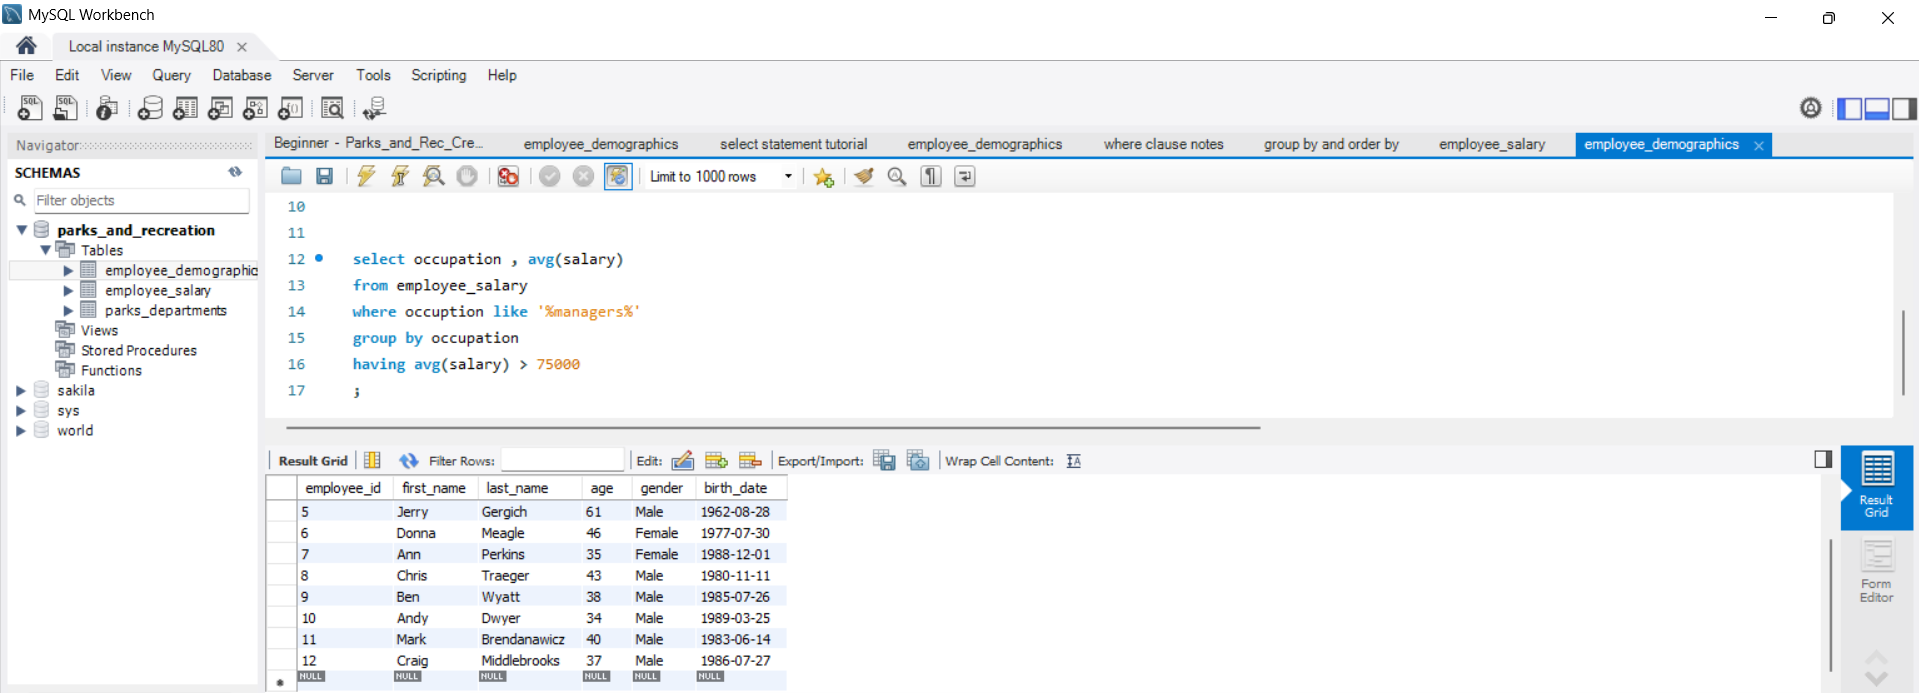 MySQL Workbench
Local instance MySQL80
File Edit View Query Database Server Tools Scripting Help
Navigator
SCHEMAS
Filter objects
parks_and_recreation
Tables
employee_demographic
employee_salary
parks_departments
Views
Stored Procedures
Functions
sakila
sys
world
Beginner - Parks_and_Rec_Cre... employee_demographics select statement tutorial employee_demographics where clause notes group by and order by employee_salary employee_demographics
Limit to 1000 rows
10
11
12 select occupation , avg(salary)
13 from employee_salary
14 where occuption like '%managers%'
15 group by occupation
16 having avg(salary) > 75000
17 ;
Result Grid Filter Rows: Edit: Export/Import: Wrap Cell Content:
employee_id first_name last_name age gender birth_date
5 Jerry Gergich 61 Male 1962-08-28
6 Donna Meagle 46 Female 1977-07-30
7 Ann Perkins 35 Female 1988-12-01
8 Chris Traeger 43 Male 1980-11-11
9 Ben Wyatt 38 Male 1985-07-26
10 Andy Dwyer 34 Male 1989-03-25
11 Mark Brendanawicz 40 Male 1983-06-14
12 Craig Middlebrooks 37 Male 1986-07-27
NULL NULL NULL NULL NULL NULL
Result
Grid
Form
Editor